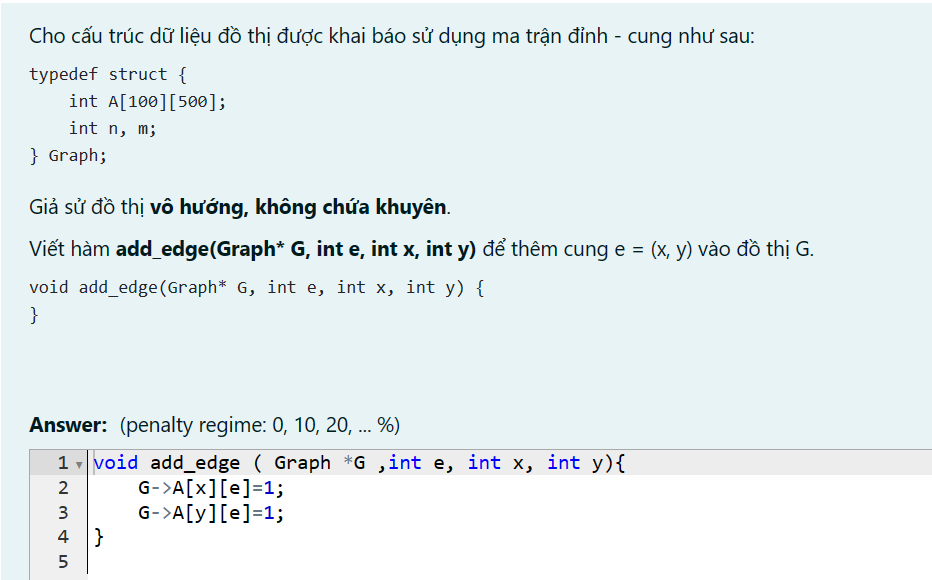 Cho cấu trúc dữ liệu đồ thị được khai báo sử dụng ma trận đỉnh - cung như sau:
typedef struct {
    int A[100][500];
    int n, m;
} Graph;
Giả sử đồ thị vô hướng, không chứa khuyên.
Viết hàm add_edge(Graph* G, int e, int x, int y) để thêm cung e = (x, y) vào đồ thị G.
void add_edge(Graph* G, int e, int x, int y) {
}
Answer: (penalty regime: 0, 10, 20, ... %)
1 void add_edge ( Graph *G ,int e, int x, int y){
2     G->A[x][e]=1;
3     G->A[y][e]=1;
4 }
5